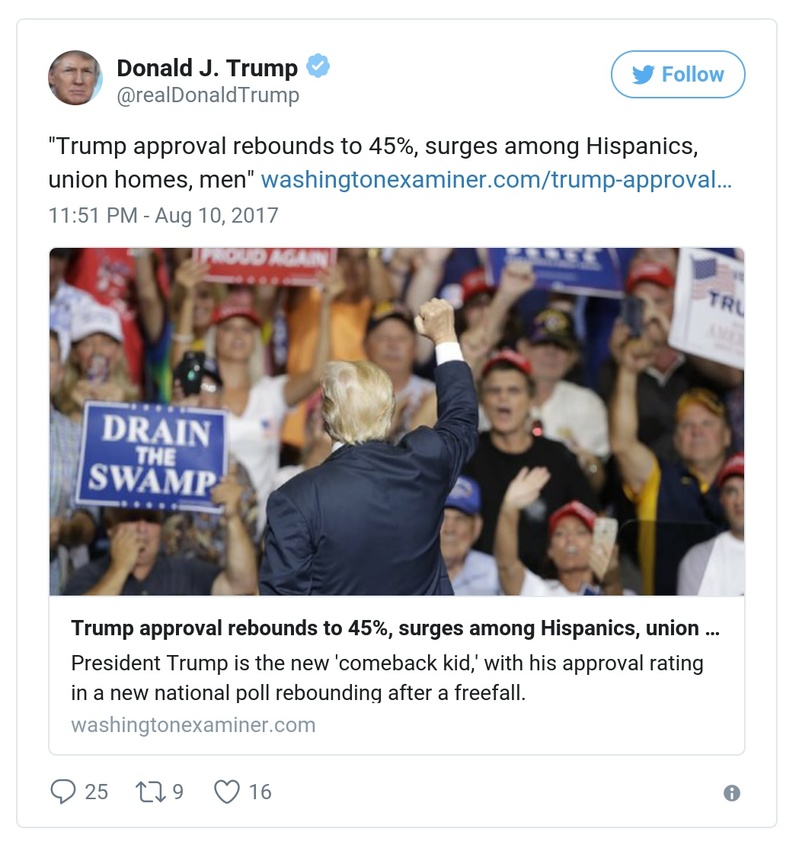 Donald J. Trump
@realDonaldTrump
Follow
"Trump approval rebounds to 45%, surges among Hispanics,
union homes, men" washingtonexaminer.com/trump-approval…
11:51 PM - Aug 10, 2017
PROUD AGAIN
DRAIN
THE
SWAMP
Trump approval rebounds to 45%, surges among Hispanics, union ...
President Trump is the new 'comeback kid,' with his approval rating
in a new national poll rebounding after a freefall.
washingtonexaminer.com
25
9
16